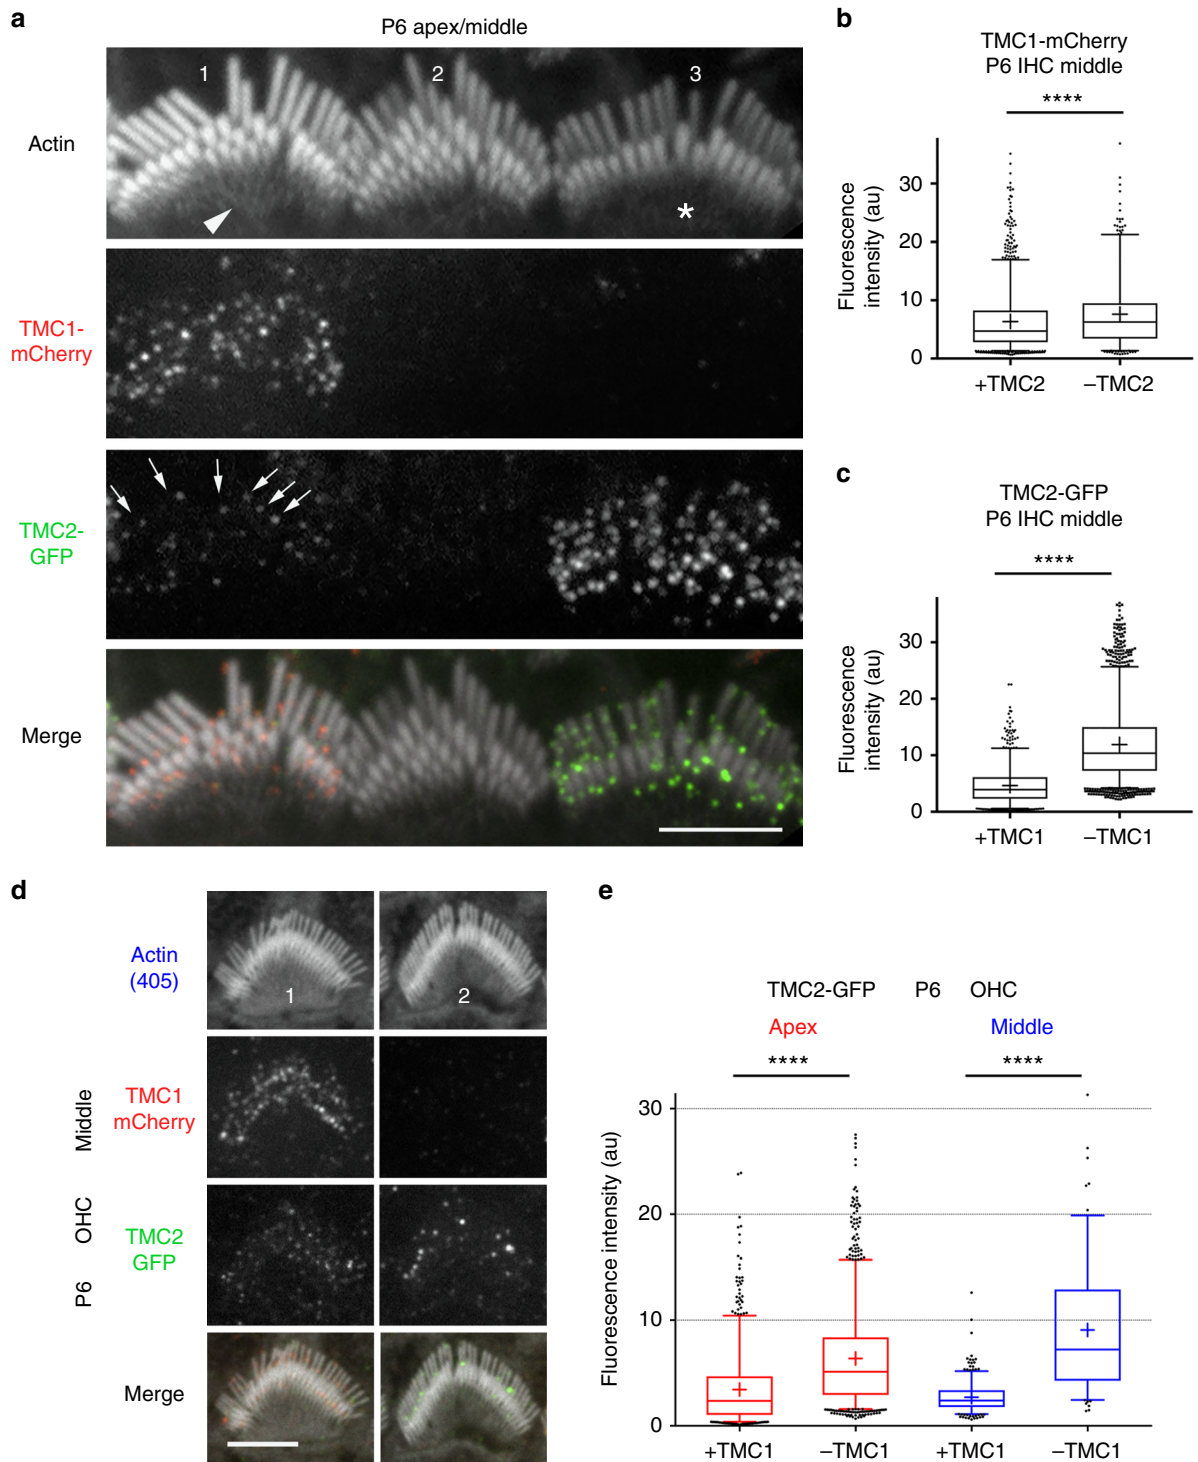 a
P6 apex/middle
1
2
3
Actin
*
TMC1-
mCherry
TMC2-
GFP
Merge
b
TMC1-mCherry
P6 IHC middle
****
Fluorescence
intensity (au)
30
20
10
0
+TMC2
–TMC2
c
TMC2-GFP
P6 IHC middle
****
Fluorescence
intensity (au)
30
20
10
0
+TMC1
–TMC1
d
Actin
(405)
1
2
P6 OHC Middle
TMC1
mCherry
TMC2
GFP
Merge
e
TMC2-GFP P6 OHC
Apex
Middle
****
****
Fluorescence intensity (au)
30
20
10
0
+TMC1
–TMC1
+TMC1
–TMC1